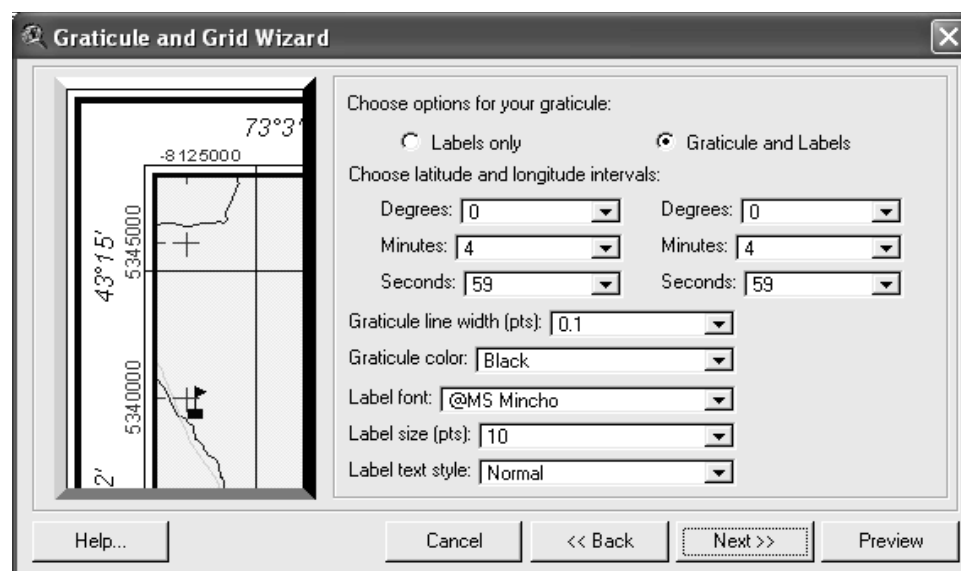 Graticule and Grid Wizard
73°3'
-8125000
43°15'
5345000
5340000
2'
Choose options for your graticule:
Labels only Graticule and Labels
Choose latitude and longitude intervals:
Degrees: 0 Degrees: 0
Minutes: 4 Minutes: 4
Seconds: 59 Seconds: 59
Graticule line width (pts): 0.1
Graticule color: Black
Label font: @MS Mincho
Label size (pts): 10
Label text style: Normal
Help... Cancel << Back Next >> Preview